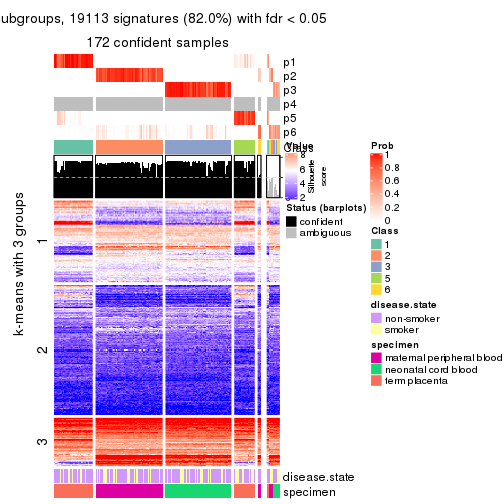 ubgroups, 19113 signatures (82.0%) with fdr < 0.05
172 confident samples
p1
p2
p3
p4
p5
p6
Class
Value
8
6
4
2
Silhouette
score
Status (barplots)
confident
ambiguous
Prob
1
0.8
0.6
0.4
0.2
0
Class
1
2
3
5
6
disease.state
non-smoker
smoker
specimen
maternal peripheral blood
neonatal cord blood
term placenta
k-means with 3 groups
1
2
3
disease.state
specimen